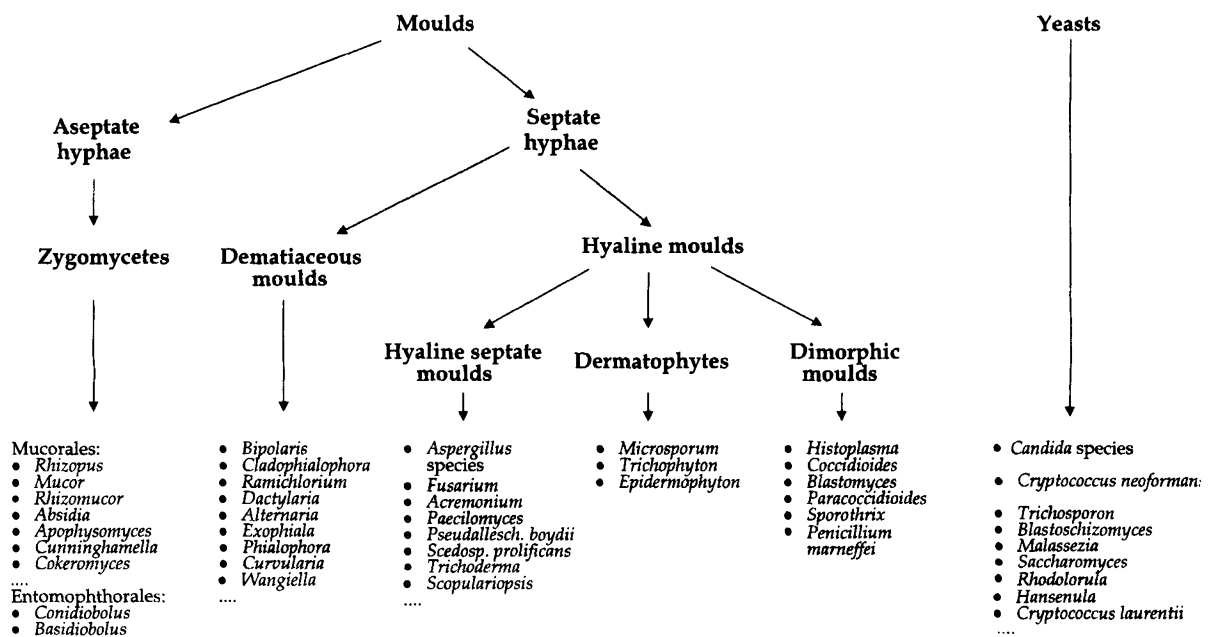 Moulds
Yeasts
Aseptate
hyphae
Septate
hyphae
Zygomycetes
Dematiaceous
moulds
Hyaline moulds
Hyaline septate
moulds
Dermatophytes
Dimorphic
moulds
Mucorales:
• Rhizopus
• Mucor
• Rhizomucor
• Absidia
• Apophysomyces
• Cunninghamella
• Cokeromyces
....
Entomophthorales:
• Conidiobolus
• Basidiobolus
• Bipolaris
• Cladophialophora
• Ramichlorium
• Dactylaria
• Alternaria
• Exophiala
• Phialophora
• Curvularia
• Wangiella
....
• Aspergillus
species
• Fusarium
• Acremonium
• Paecilomyces
• Pseudallesch. boydii
• Scedosp. prolificans
• Trichoderma
• Scopulariopsis
....
• Microsporum
• Trichophyton
• Epidermophyton
• Histoplasma
• Coccidioides
• Blastomyces
• Paracoccidioides
• Sporothrix
• Penicillium
marneffei
• Candida species
• Cryptococcus neoforman:
• Trichosporon
• Blastoschizomyces
• Malassezia
• Saccharomyces
• Rhodolorula
• Hansenula
• Cryptococcus laurentii
....